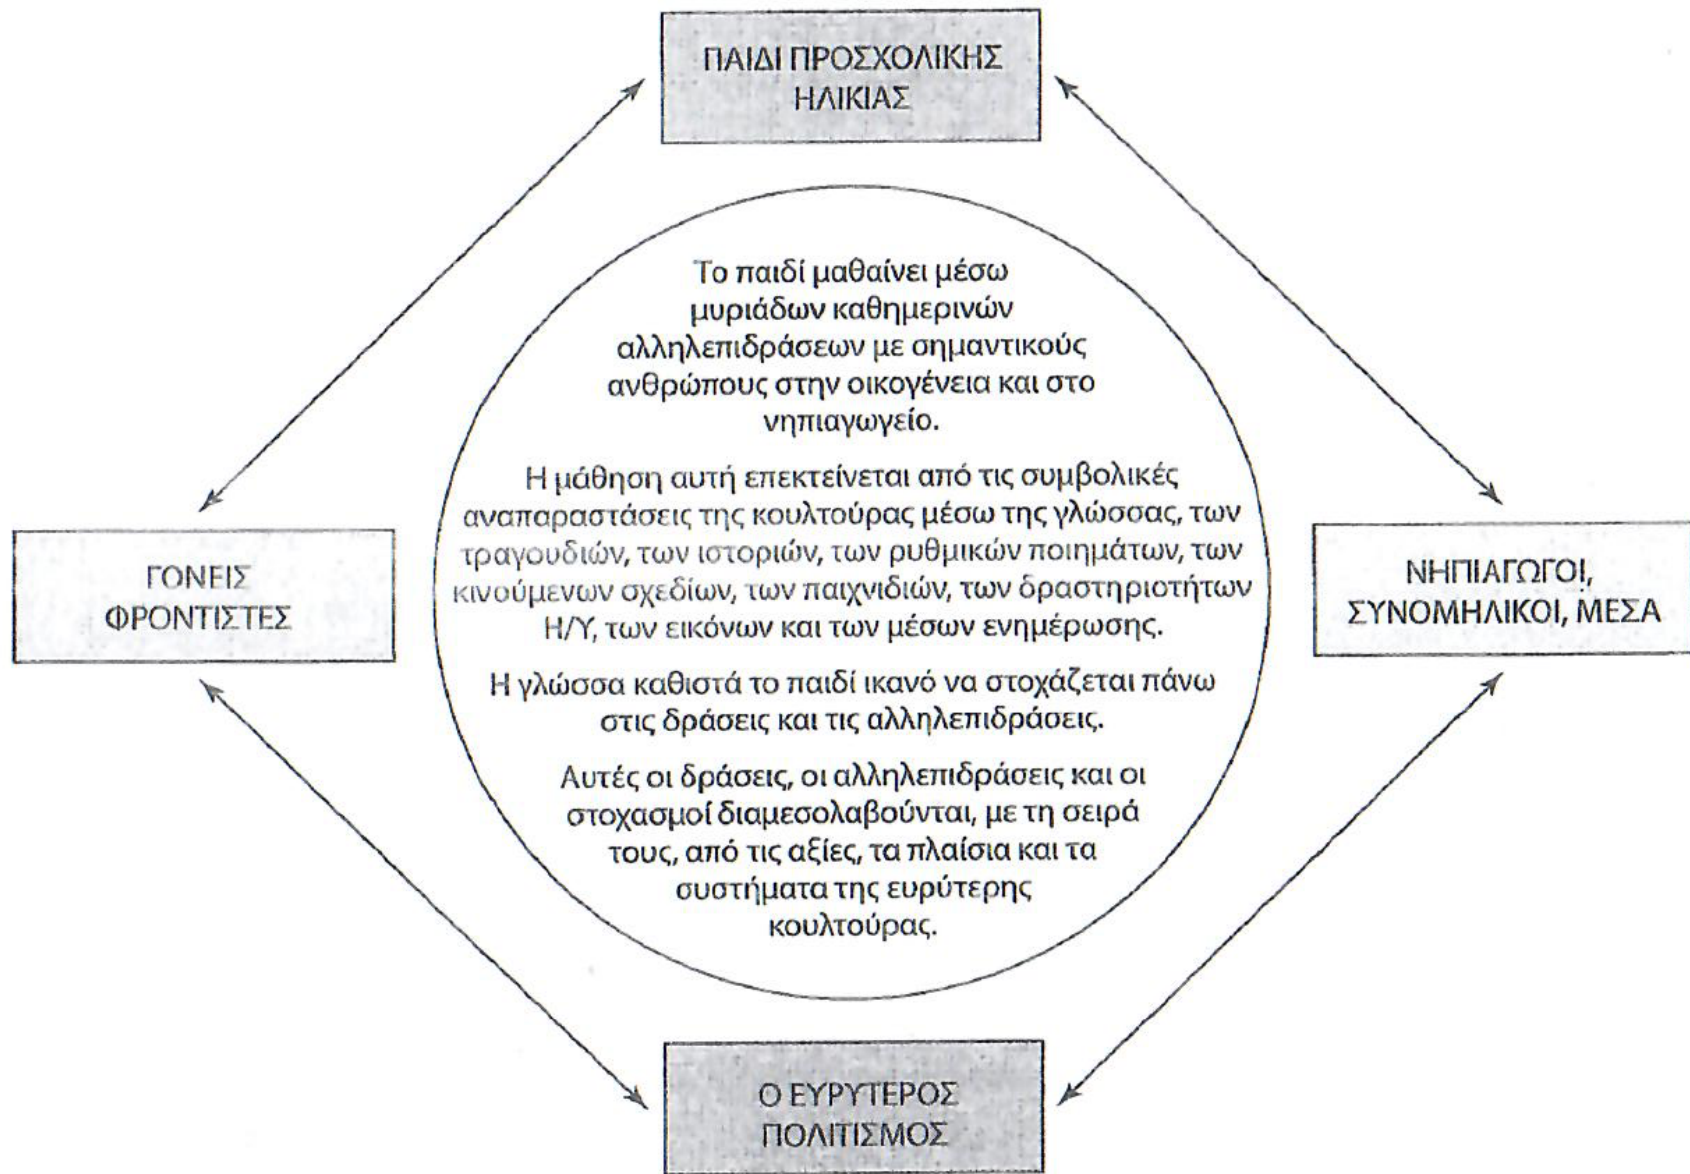 ΠΑΙΔΙ ΠΡΟΣΧΟΛΙΚΗΣ
ΗΛΙΚΙΑΣ
Το παιδί μαθαίνει μέσω
μυριάδων καθημερινών
αλληλεπιδράσεων με σημαντικούς
ανθρώπους στην οικογένεια και στο
νηπιαγωγείο.
Η μάθηση αυτή επεκτείνεται από τις συμβολικές
αναπαραστάσεις της κουλτούρας μέσω της γλώσσας, των
τραγουδιών, των ιστοριών, των ρυθμικών ποιημάτων, των
κινούμενων σχεδίων, των παιχνιδιών, των δραστηριοτήτων
Η/Υ, των εικόνων και των μέσων ενημέρωσης.
Η γλώσσα καθιστά το παιδί ικανό να στοχάζεται πάνω
στις δράσεις και τις αλληλεπιδράσεις.
Αυτές οι δράσεις, οι αλληλεπιδράσεις και οι
στοχασμοί διαμεσολαβούνται, με τη σειρά
τους, από τις αξίες, τα πλαίσια και τα
συστήματα της ευρύτερης
κουλτούρας.
ΓΟΝΕΙΣ
ΦΡΟΝΤΙΣΤΕΣ
ΝΗΠΙΑΓΩΓΟΙ,
ΣΥΝΟΜΗΛΙΚΟΙ, ΜΕΣΑ
Ο ΕΥΡΥΤΕΡΟΣ
ΠΟΛΙΤΙΣΜΟΣ